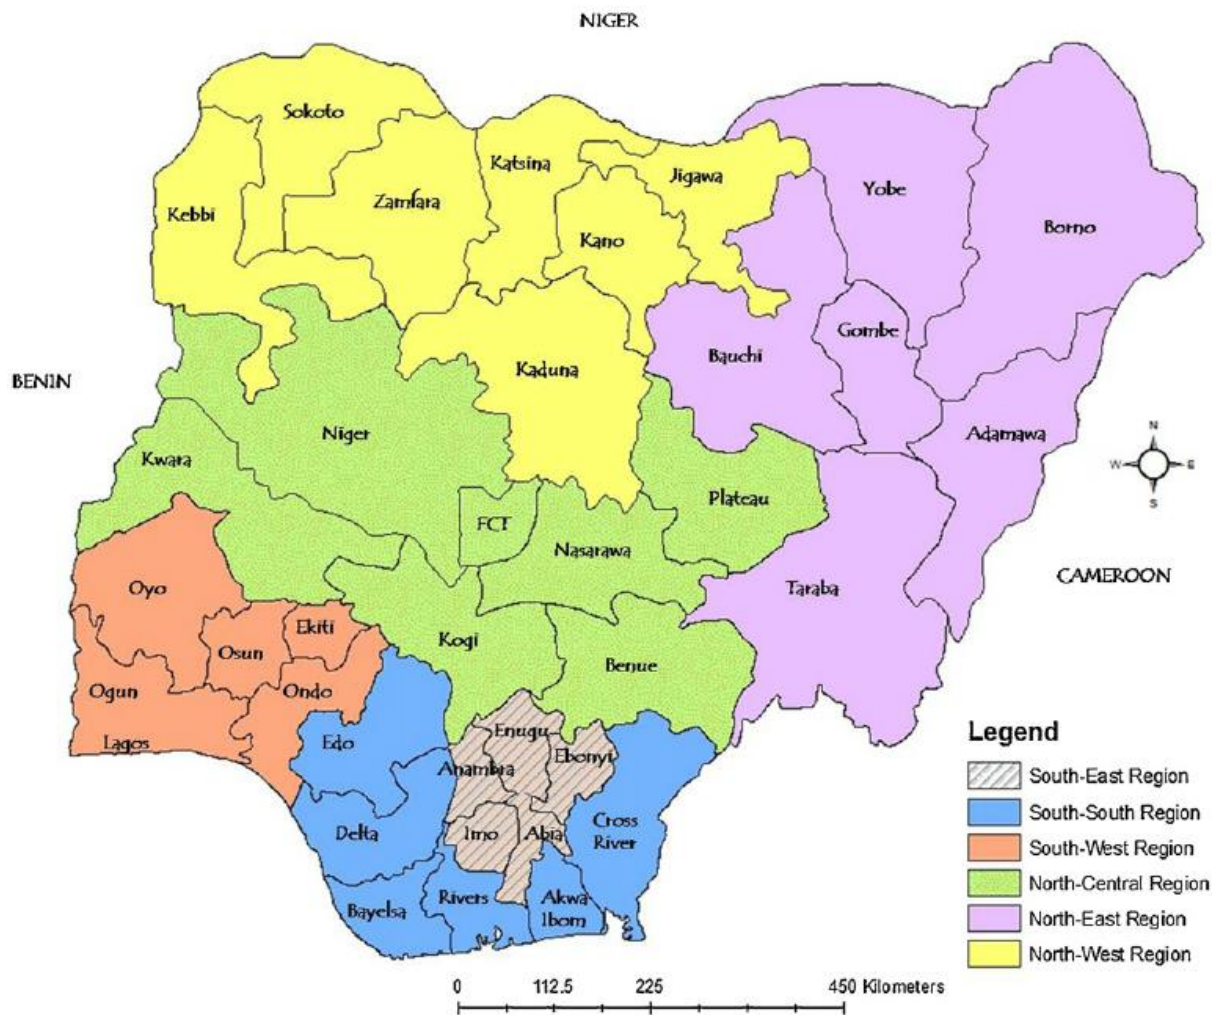 NIGER
Sokoto
Katsina
Jigawa
Yobe
Zamfara
Kebbi
Kano
Borno
Gombe
Bauchi
Kaduna
BENIN
Niger
Adamawa
N
W
E
S
Kwara
Plateau
FCT
Nasarawa
CAMEROON
Oyo
Taraba
Ekiti
Kogi
Osun
Benue
Ogun
Ondo
Lagos
Edo
Enugu
Ebonyi
Anambra
Delta
Imo
Abia
Cross
River
Bayelsa
Rivers
Akwa
Ibom
Legend
South-East Region
South-South Region
South-West Region
North-Central Region
North-East Region
North-West Region
0 112.5 225 450 Kilometers